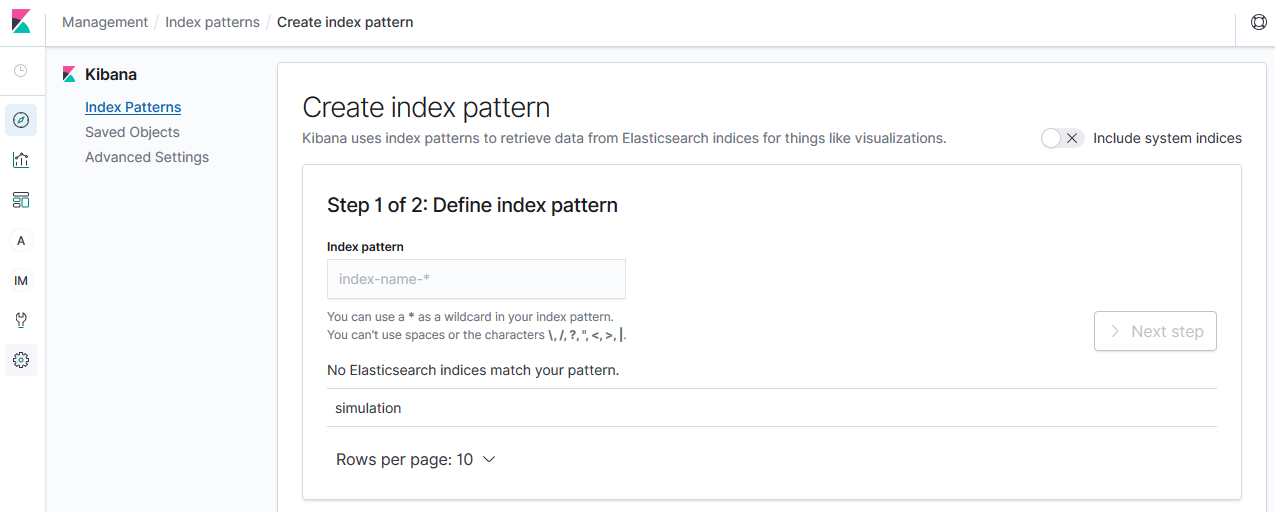 Management / Index patterns / Create index pattern
Kibana
Index Patterns
Saved Objects
Advanced Settings
A
IM
Create index pattern
Kibana uses index patterns to retrieve data from Elasticsearch indices for things like visualizations.
Include system indices
Step 1 of 2: Define index pattern
Index pattern
index-name-*
You can use a * as a wildcard in your index pattern.
You can't use spaces or the characters \, /, ?, ", <, >, |.
Next step
No Elasticsearch indices match your pattern.
simulation
Rows per page: 10